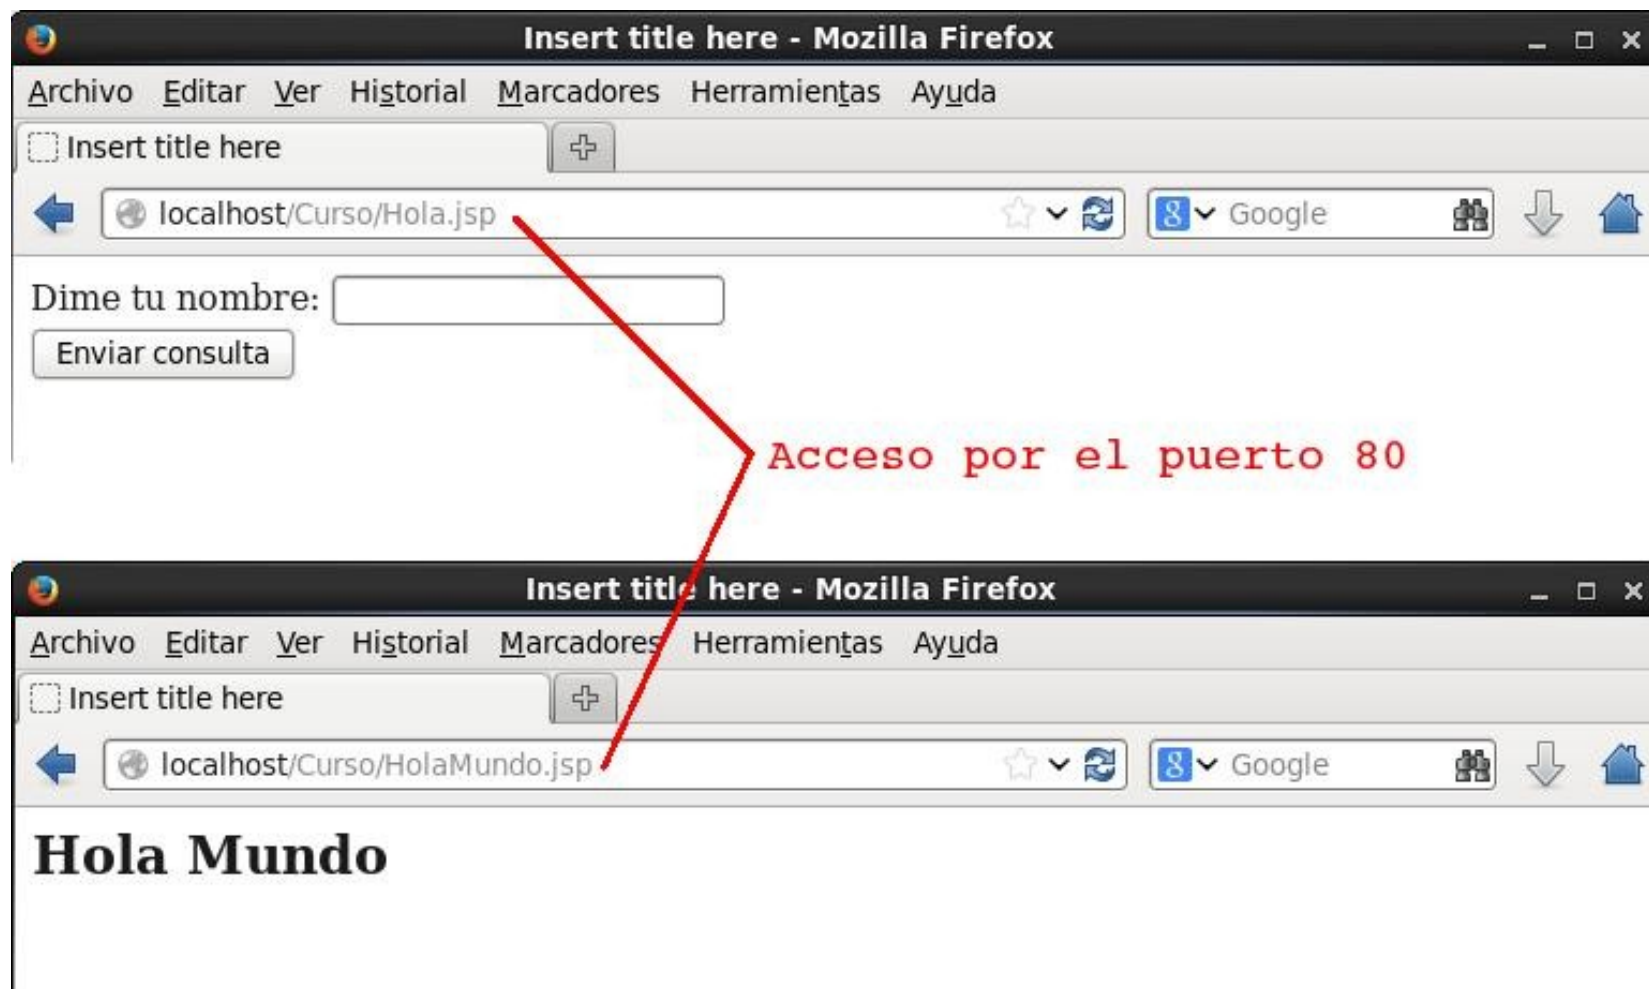 Insert title here - Mozilla Firefox
Archivo Editar Ver Historial Marcadores Herramientas Ayuda
Insert title here
localhost/Curso/Hola.jsp 8 Google
Dime tu nombre:
Enviar consulta
Acceso por el puerto 80
Insert title here - Mozilla Firefox
Archivo Editar Ver Historial Marcadores Herramientas Ayuda
Insert title here
localhost/Curso/HolaMundo.jsp 8 Google
Hola Mundo